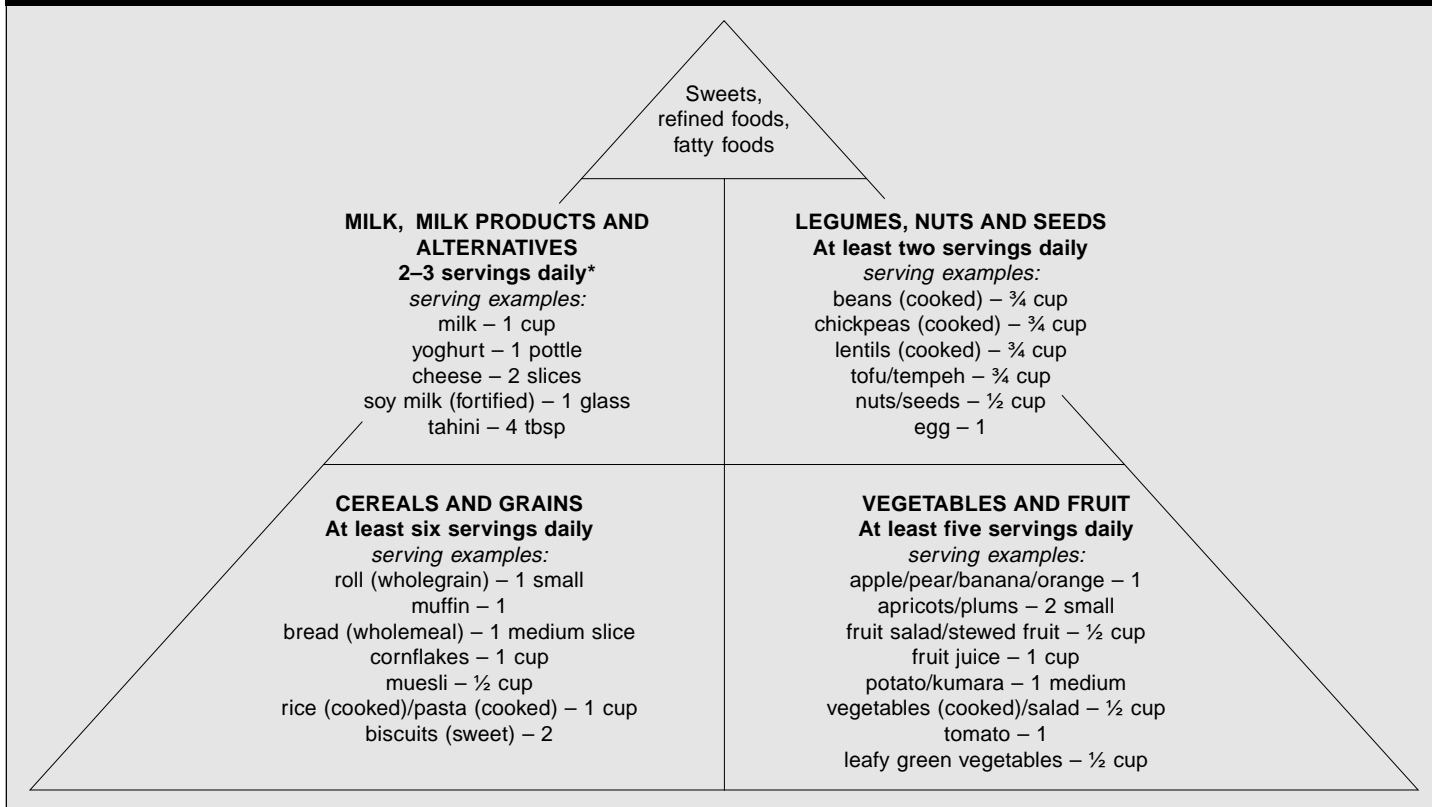 Sweets,
refined foods,
fatty foods
MILK, MILK PRODUCTS AND
ALTERNATIVES
2–3 servings daily*
serving examples:
milk – 1 cup
yoghurt – 1 pottle
cheese – 2 slices
soy milk (fortified) – 1 glass
tahini – 4 tbsp
LEGUMES, NUTS AND SEEDS
At least two servings daily
serving examples:
beans (cooked) – ¾ cup
chickpeas (cooked) – ¾ cup
lentils (cooked) – ¾ cup
tofu/tempeh – ¾ cup
nuts/seeds – ½ cup
egg – 1
CEREALS AND GRAINS
At least six servings daily
serving examples:
roll (wholegrain) – 1 small
muffin – 1
bread (wholemeal) – 1 medium slice
cornflakes – 1 cup
muesli – ½ cup
rice (cooked)/pasta (cooked) – 1 cup
biscuits (sweet) – 2
VEGETABLES AND FRUIT
At least five servings daily
serving examples:
apple/pear/banana/orange – 1
apricots/plums – 2 small
fruit salad/stewed fruit – ½ cup
fruit juice – 1 cup
potato/kumara – 1 medium
vegetables (cooked)/salad – ½ cup
tomato – 1
leafy green vegetables – ½ cup